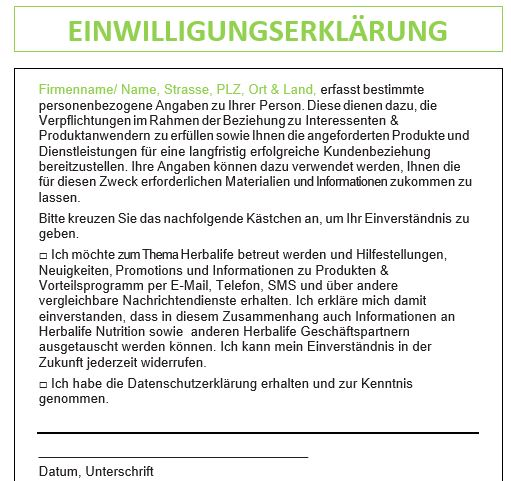 EINWILLIGUNGSERKLÄRUNG
Firmenname/ Name, Strasse, PLZ, Ort & Land, erfasst bestimmte
personenbezogene Angaben zu Ihrer Person. Diese dienen dazu, die
Verpflichtungen im Rahmen der Beziehung zu Interessenten &
Produktanwendern zu erfüllen sowie Ihnen die angeforderten Produkte und
Dienstleistungen für eine langfristig erfolgreiche Kundenbeziehung
bereitzustellen. Ihre Angaben können dazu verwendet werden, Ihnen die
für diesen Zweck erforderlichen Materialien und Informationen zukommen zu
lassen.
Bitte kreuzen Sie das nachfolgende Kästchen an, um Ihr Einverständnis zu
geben.
□ Ich möchte zum Thema Herbalife betreut werden und Hilfestellungen,
Neuigkeiten, Promotions und Informationen zu Produkten &
Vorteilsprogramm per E-Mail, Telefon, SMS und über andere
vergleichbare Nachrichtendienste erhalten. Ich erkläre mich damit
einverstanden, dass in diesem Zusammenhang auch Informationen an
Herbalife Nutrition sowie anderen Herbalife Geschäftspartnern
ausgetauscht werden können. Ich kann mein Einverständnis in der
Zukunft jederzeit widerrufen.
□ Ich habe die Datenschutzerklärung erhalten und zur Kenntnis
genommen.
Datum, Unterschrift